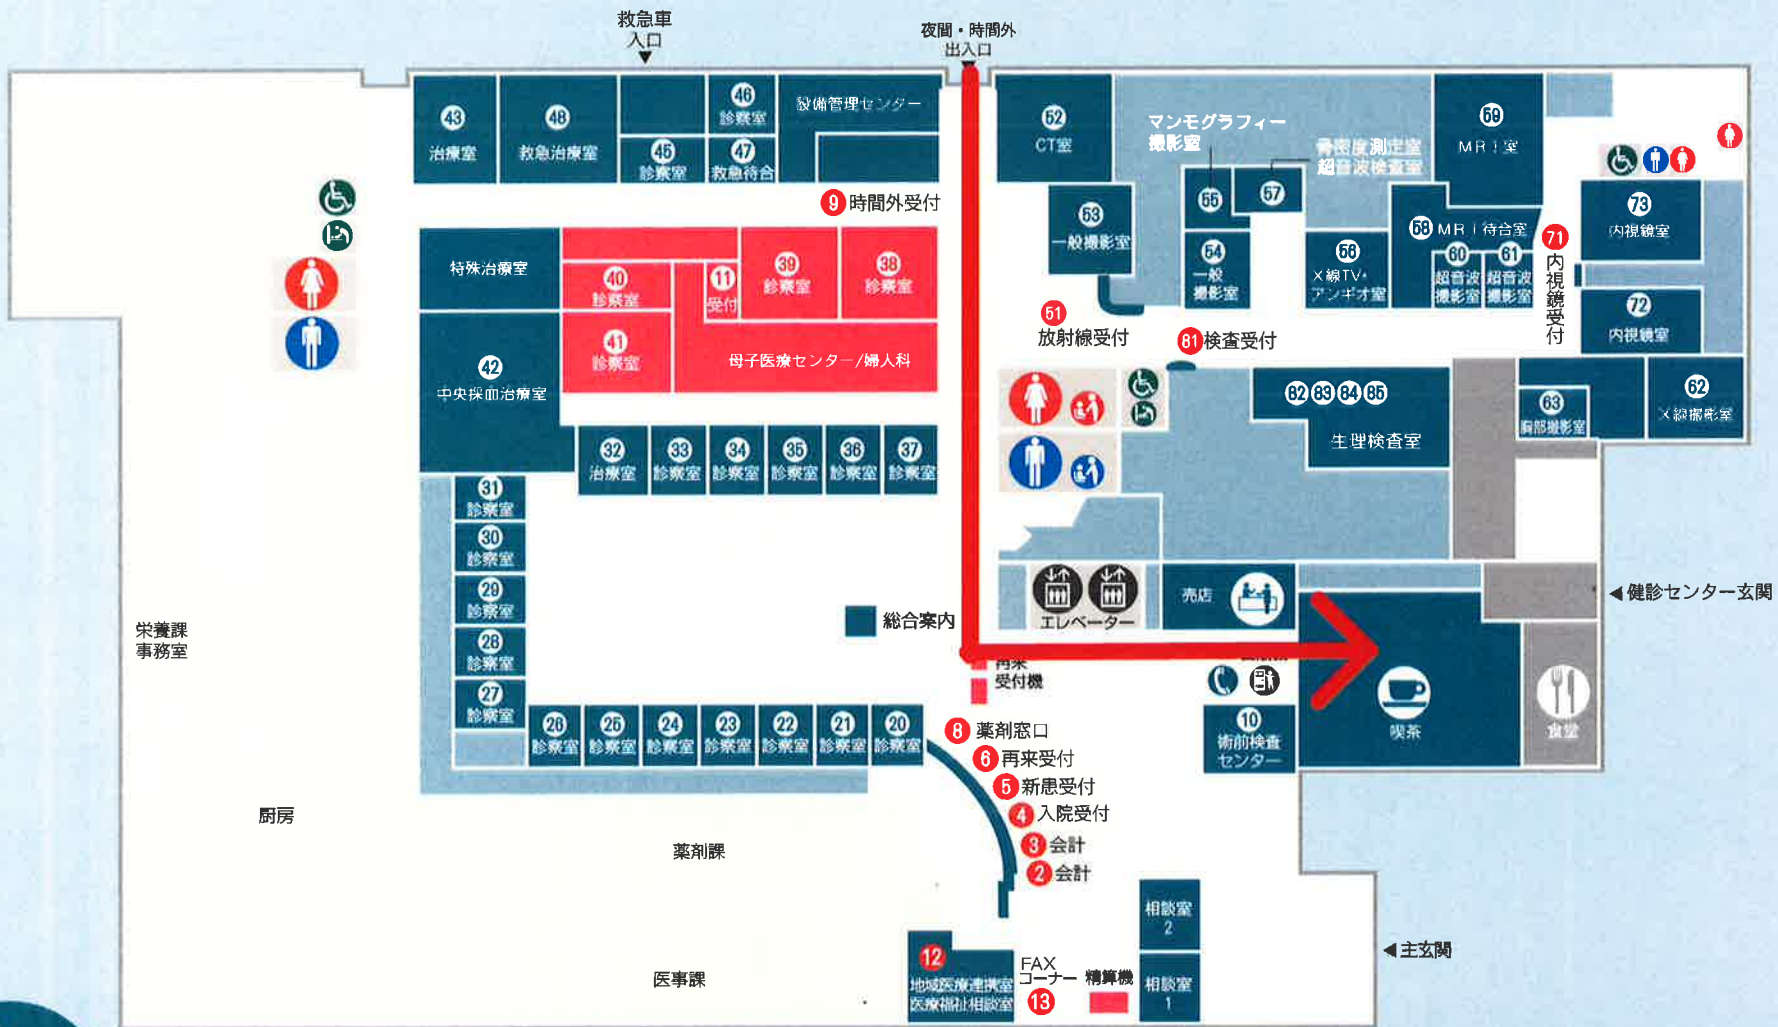 救急車
入口
夜間・時間外
出入口
43
治療室
48
救急治療室
46
診察室
45
診察室
47
救急待合
設備管理センター
9 時間外受付
52
CT室
マンモグラフィー
撮影室
骨密度測定室
超音波検査室
59
MRI室
53
一般撮影室
55
57
54
一般
撮影室
56
X線TV・
アンギオ室
58 MRI待合室
60
超音波
撮影室
61
超音波
撮影室
71
内視鏡受付
73
内視鏡室
72
内視鏡室
51
放射線受付
81 検査受付
82 83 84 85
生理検査室
63
胸部撮影室
62
X線撮影室
特殊治療室
40
診察室
11
受付
39
診察室
38
診察室
41
診察室
母子医療センター/婦人科
42
中央採血治療室
32
治療室
33
診察室
34
診察室
35
診察室
36
診察室
37
診察室
31
診察室
30
診察室
29
診察室
28
診察室
27
診察室
26
診察室
25
診察室
24
診察室
23
診察室
22
診察室
21
診察室
20
診察室
総合案内
エレベーター
売店
再来
受付機
10
術前検査
センター
喫茶
食堂
健診センター玄関
栄養課
事務室
厨房
薬剤課
医事課
8 薬剤窓口
6 再来受付
5 新患受付
4 入院受付
3 会計
2 会計
12
地域医療連携室
医療福祉相談室
FAX
コーナー
13
精算機
相談室
2
相談室
1
主玄関